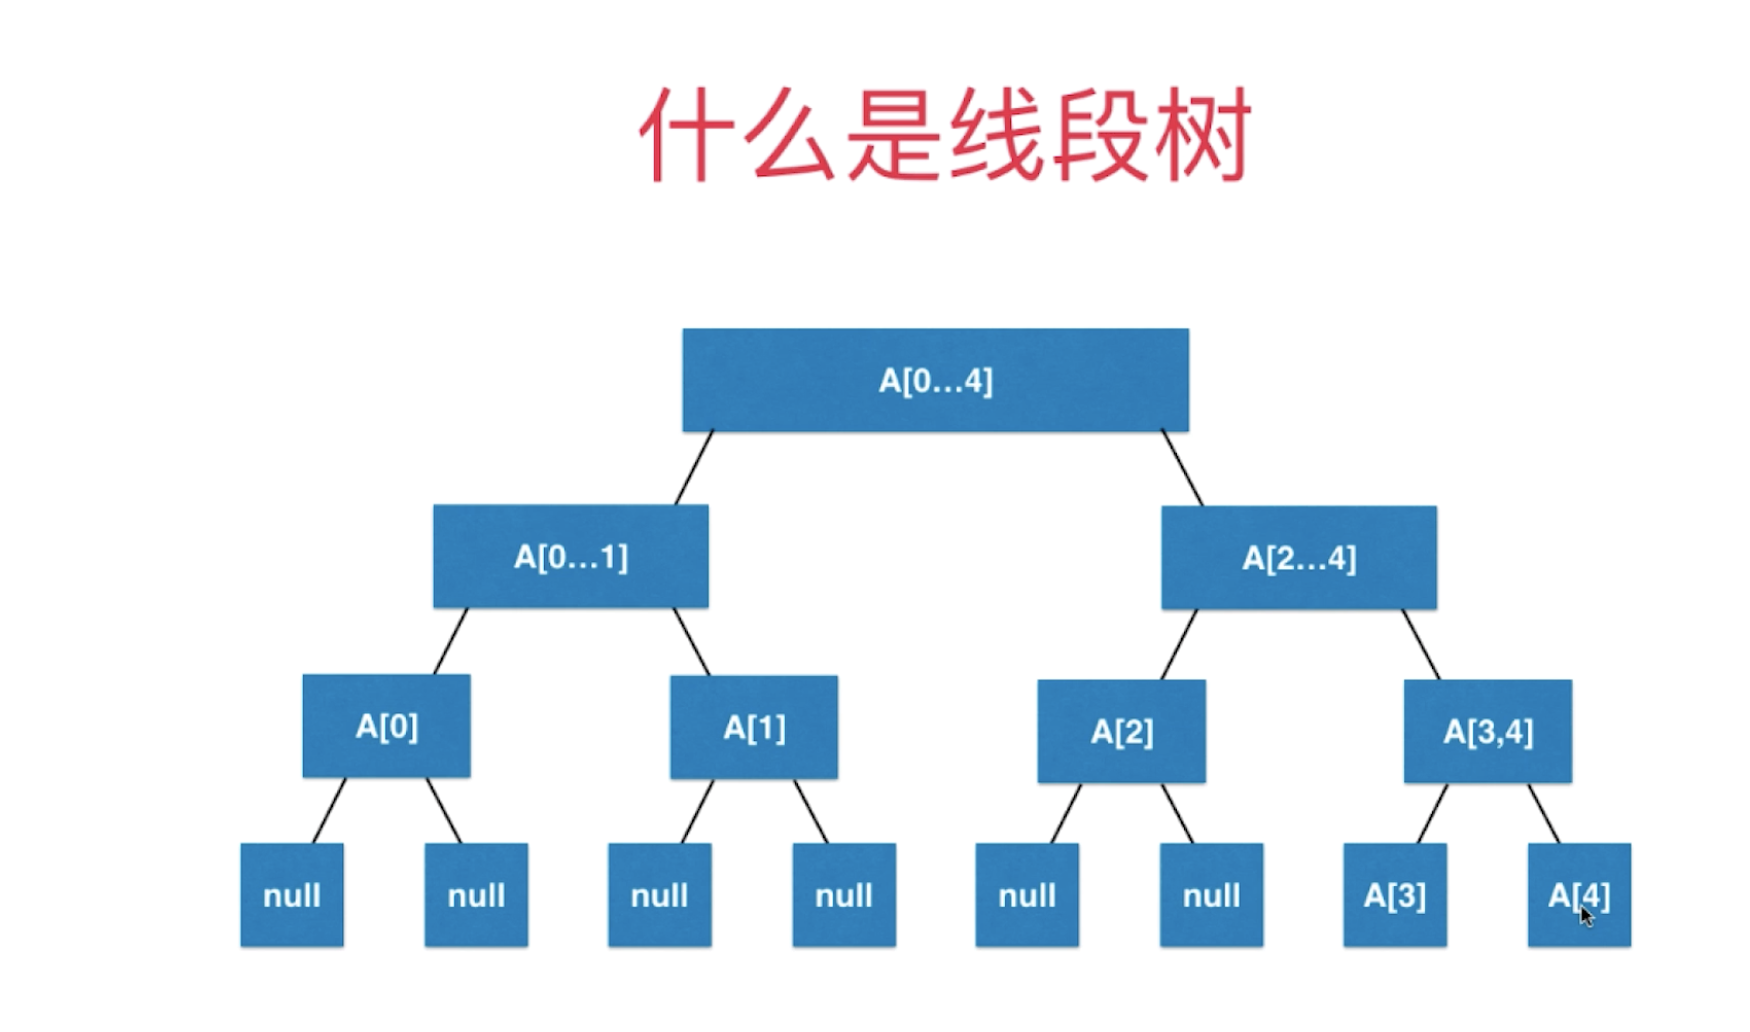 什么是线段树
A[0…4]
A[0…1] A[2…4]
A[0] A[1] A[2] A[3,4]
null null null null null null A[3] A[4]